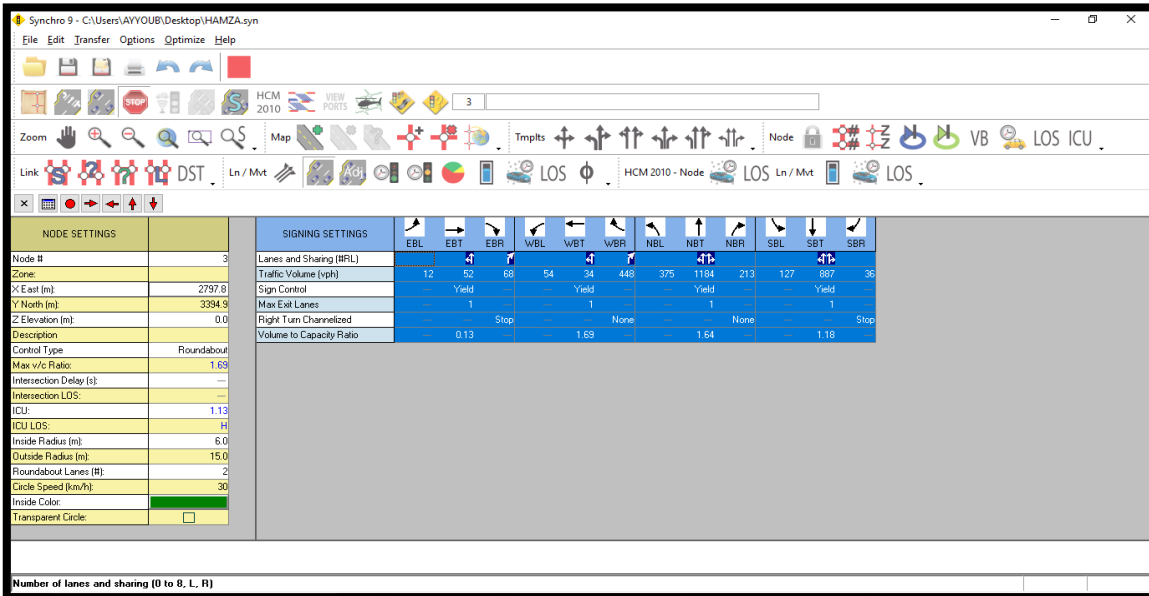 Synchro 9 - C:\Users\AYYOUB\Desktop\HAMZA.syn
File Edit Transfer Options Optimize Help
STOP HCM 2010 VIEW PORTS 3
Zoom Map Tmplts Node VB LOS ICU
Link DST Ln / Mvt Adj LOS Φ HCM 2010 - Node LOS Ln / Mvt LOS
NODE SETTINGS
Node # 3
Zone:
X East (m): 2797.8
Y North (m): 3394.9
Z Elevation (m): 0.0
Description
Control Type Roundabout
Max v/c Ratio: 1.69
Intersection Delay (s): —
Intersection LOS: —
ICU: 1.13
ICU LOS: H
Inside Radius (m): 6.0
Outside Radius (m): 15.0
Roundabout Lanes (#): 2
Circle Speed (km/h): 30
Inside Color:
Transparent Circle:
SIGNING SETTINGS EBL EBT EBR WBL WBT WBR NBL NBT NBR SBL SBT SBR
Lanes and Sharing (#RL)
Traffic Volume (vph) 12 52 68 54 34 448 375 1184 213 127 887 36
Sign Control — Yield — — Yield — — Yield — — Yield —
Max Exit Lanes — 1 — — 1 — — 1 — — 1 —
Right Turn Channelized — — Stop — — None — — None — — Stop
Volume to Capacity Ratio — 0.13 — — 1.69 — — 1.64 — — 1.18 —
Number of lanes and sharing (0 to 8, L, R)